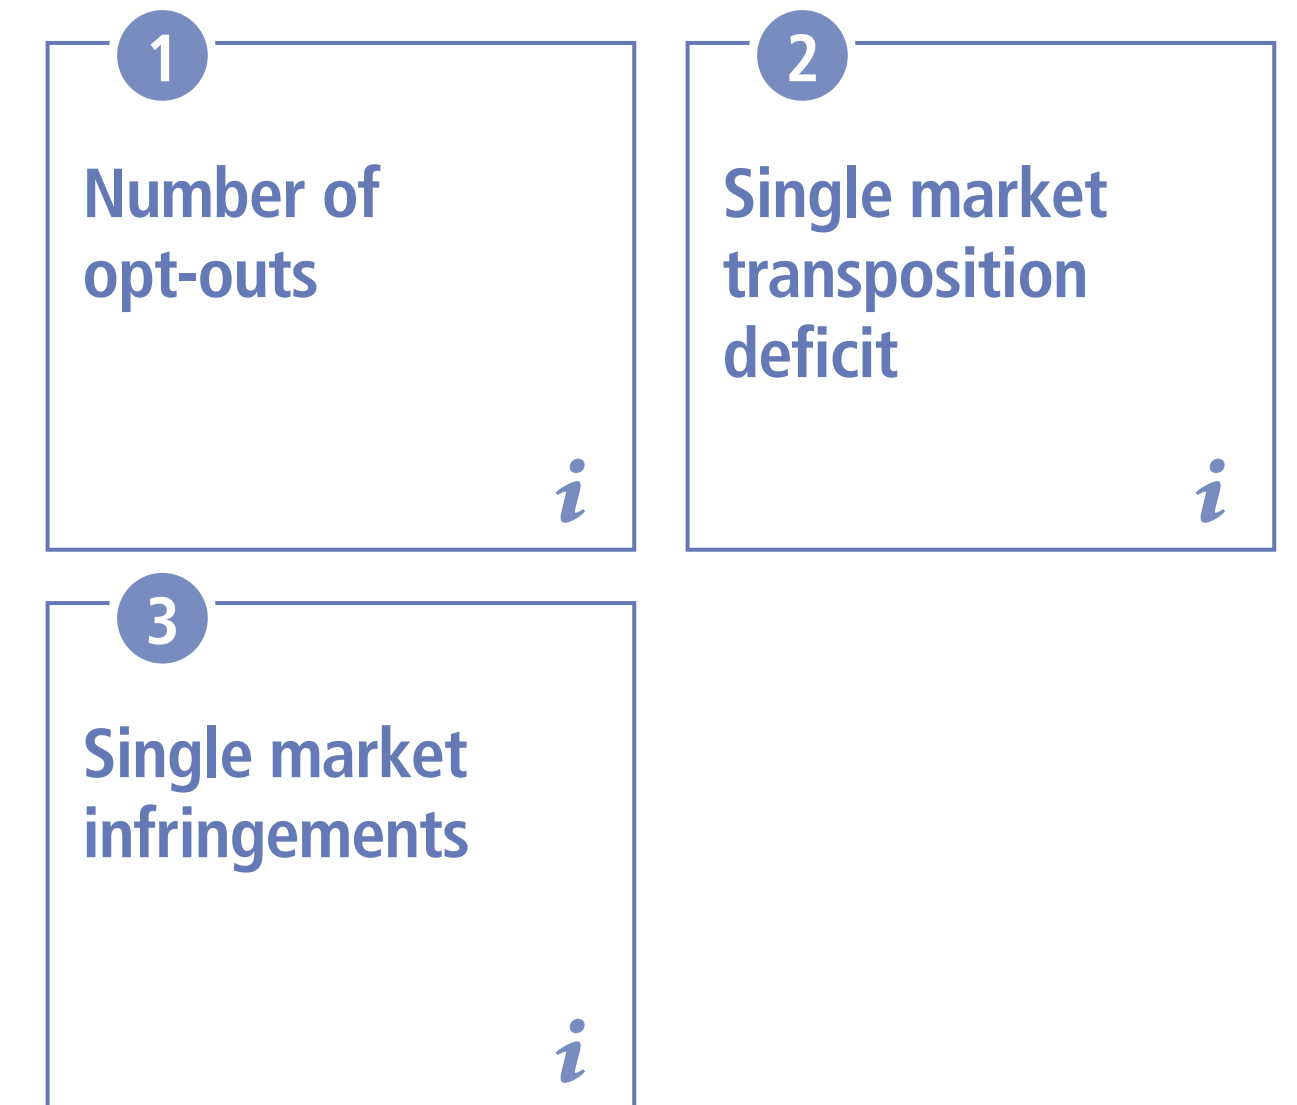 1
Number of
opt-outs
i
2
Single market
transposition
deficit
i
3
Single market
infringements
i